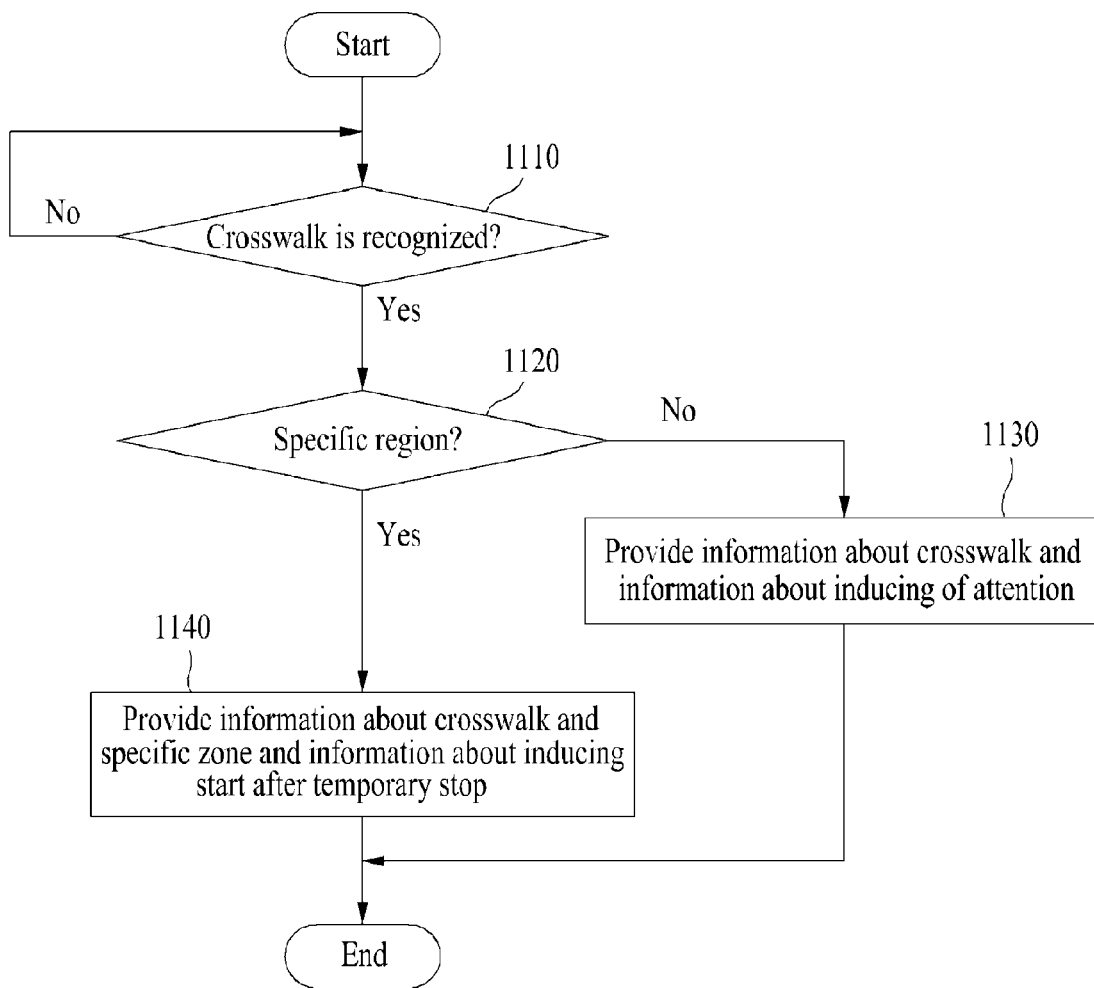 Start
1110
No
Crosswalk is recognized?
Yes
1120
No
Specific region?
1130
Yes
Provide information about crosswalk and
information about inducing of attention
1140
Provide information about crosswalk and
specific zone and information about inducing
start after temporary stop
End